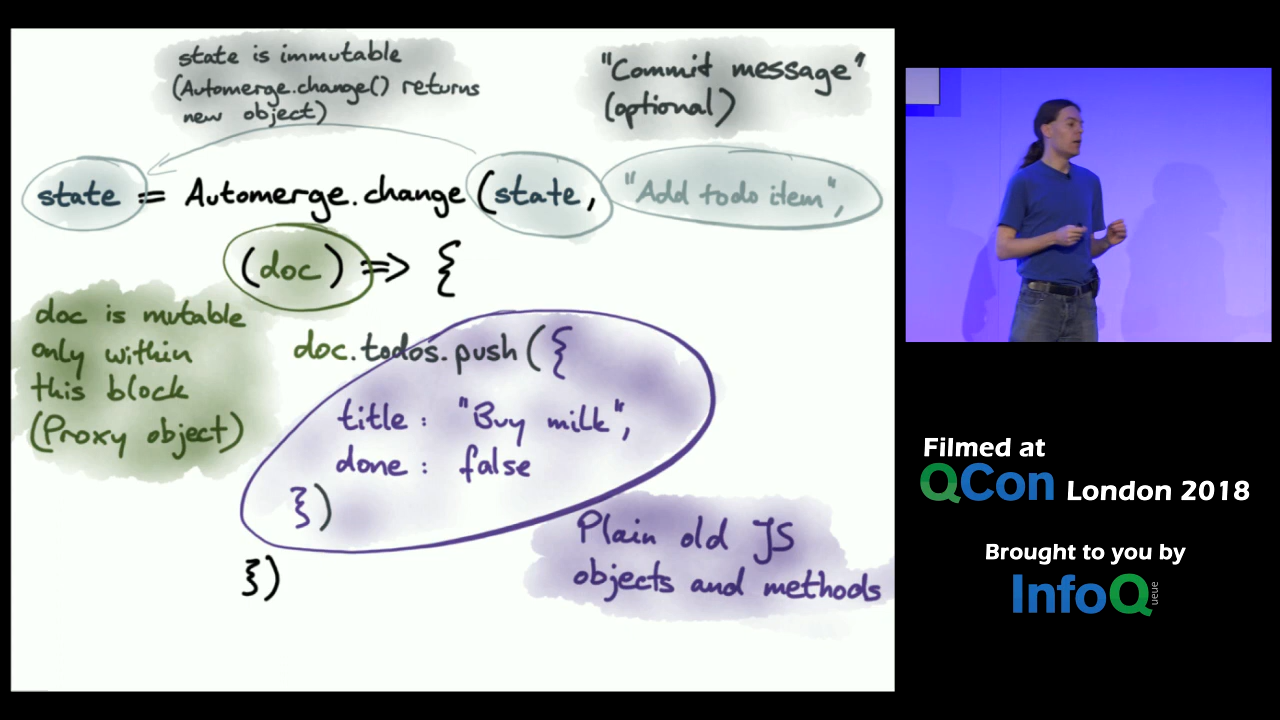 state is immutable
(Automerge.change() returns
new object)
"Commit message"
(optional)
state = Automerge.change (state, "Add todo item",
(doc) => {
doc is mutable
only within
this block
(Proxy object)
doc.todos.push({
title : "Buy milk",
done : false
})
})
Plain old JS
objects and methods
Filmed at
QCon London 2018
Brought to you by
InfoQueue